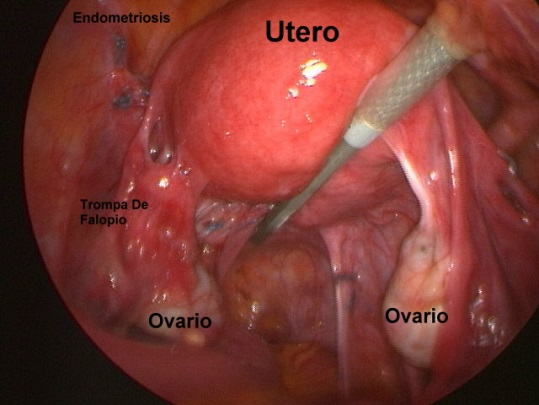 Endometriosis
Utero
Trompa De
Falopio
Ovario
Ovario